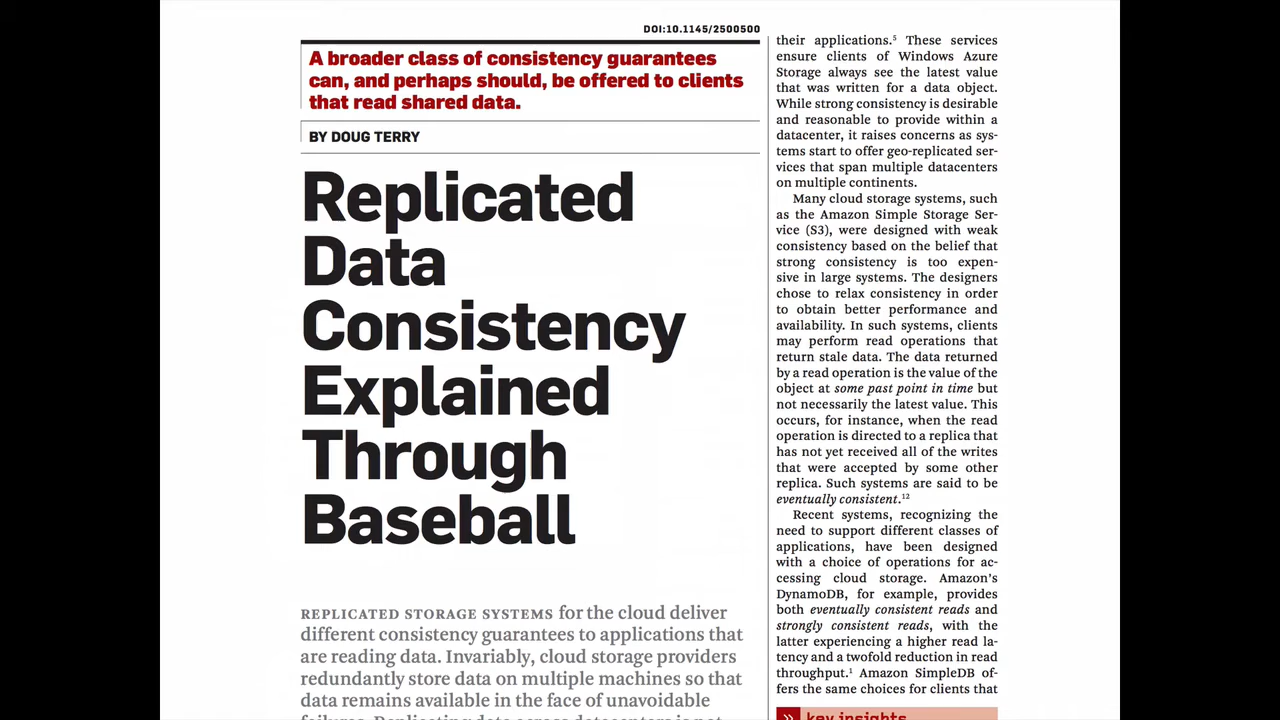 DOI:10.1145/2500500
A broader class of consistency guarantees
can, and perhaps should, be offered to clients
that read shared data.
BY DOUG TERRY
Replicated
Data
Consistency
Explained
Through
Baseball
REPLICATED STORAGE SYSTEMS for the cloud deliver
different consistency guarantees to applications that
are reading data. Invariably, cloud storage providers
redundantly store data on multiple machines so that
data remains available in the face of unavoidable
failures. Replicating data across datacenters is not
their applications.⁵ These services
ensure clients of Windows Azure
Storage always see the latest value
that was written for a data object.
While strong consistency is desirable
and reasonable to provide within a
datacenter, it raises concerns as sys-
tems start to offer geo-replicated ser-
vices that span multiple datacenters
on multiple continents.
Many cloud storage systems, such
as the Amazon Simple Storage Ser-
vice (S3), were designed with weak
consistency based on the belief that
strong consistency is too expen-
sive in large systems. The designers
chose to relax consistency in order
to obtain better performance and
availability. In such systems, clients
may perform read operations that
return stale data. The data returned
by a read operation is the value of the
object at some past point in time but
not necessarily the latest value. This
occurs, for instance, when the read
operation is directed to a replica that
has not yet received all of the writes
that were accepted by some other
replica. Such systems are said to be
eventually consistent.¹²
Recent systems, recognizing the
need to support different classes of
applications, have been designed
with a choice of operations for ac-
cessing cloud storage. Amazon's
DynamoDB, for example, provides
both eventually consistent reads and
strongly consistent reads, with the
latter experiencing a higher read la-
tency and a twofold reduction in read
throughput.¹ Amazon SimpleDB of-
fers the same choices for clients that
» key insights